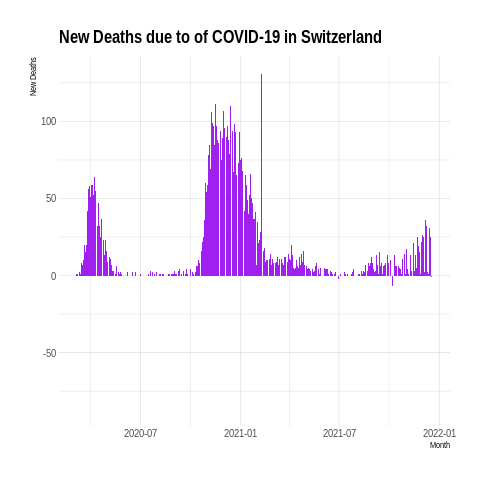 New Deaths due to of COVID-19 in Switzerland
New Deaths
100
50
0
-50
2020-07
2021-01
2021-07
2022-01
Month